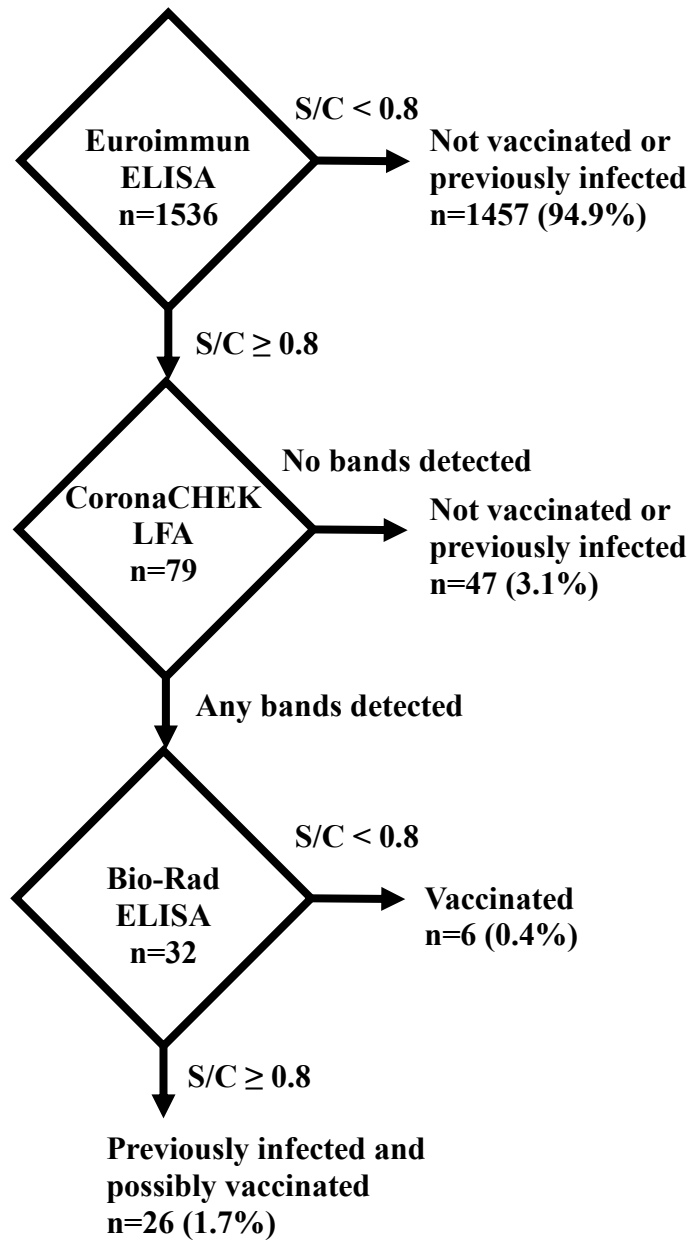 Euroimmun
ELISA
n=1536
S/C < 0.8
Not vaccinated or
previously infected
n=1457 (94.9%)
S/C ≥ 0.8
CoronaCHEK
LFA
n=79
No bands detected
Not vaccinated or
previously infected
n=47 (3.1%)
Any bands detected
Bio-Rad
ELISA
n=32
S/C < 0.8
Vaccinated
n=6 (0.4%)
S/C ≥ 0.8
Previously infected and
possibly vaccinated
n=26 (1.7%)